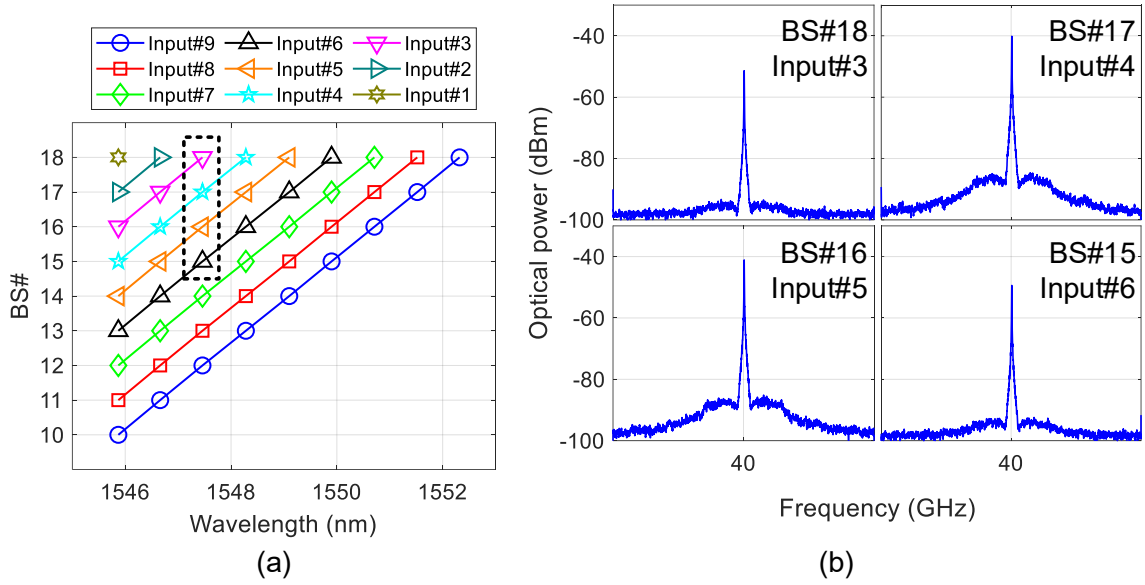 Input#9 Input#6 Input#3
Input#8 Input#5 Input#2
Input#7 Input#4 Input#1
18
17
16
15
14
13
12
11
10
BS#
1546 1548 1550 1552
Wavelength (nm)
(a)
BS#18
Input#3
BS#17
Input#4
BS#16
Input#5
BS#15
Input#6
-40
-60
-80
-100
-40
-60
-80
-100
Optical power (dBm)
40 40
Frequency (GHz)
(b)